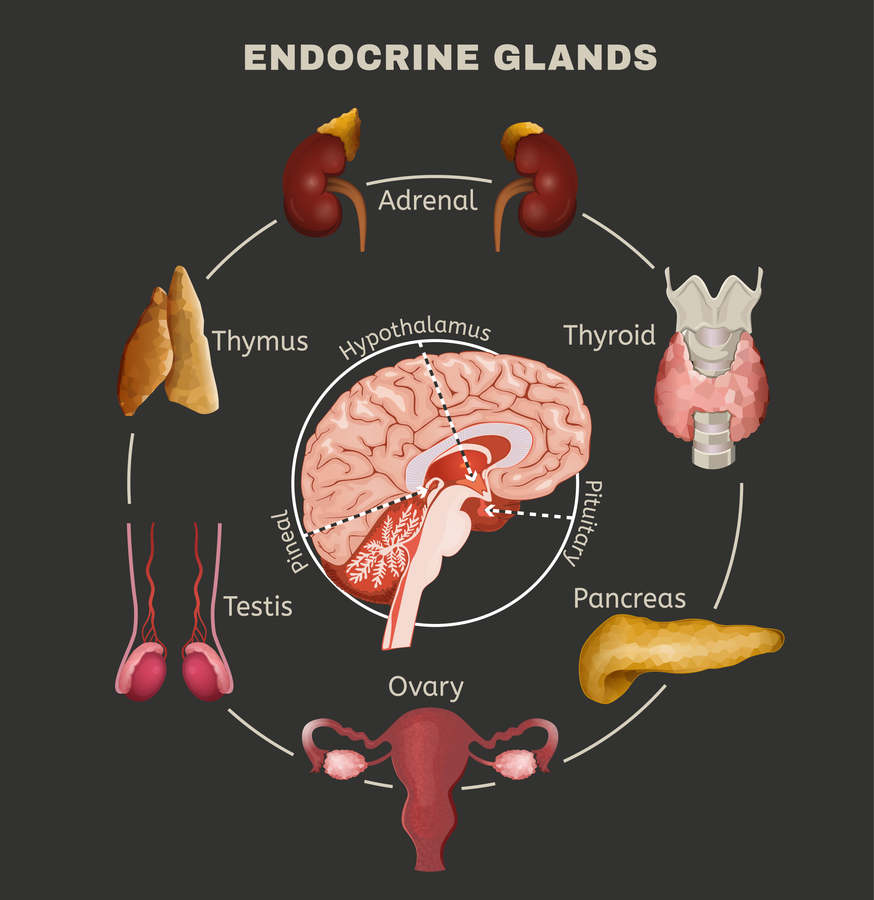 ENDOCRINE GLANDS
Adrenal
Thymus
Hypothalamus
Thyroid
Pineal
Pituitary
Testis
Pancreas
Ovary